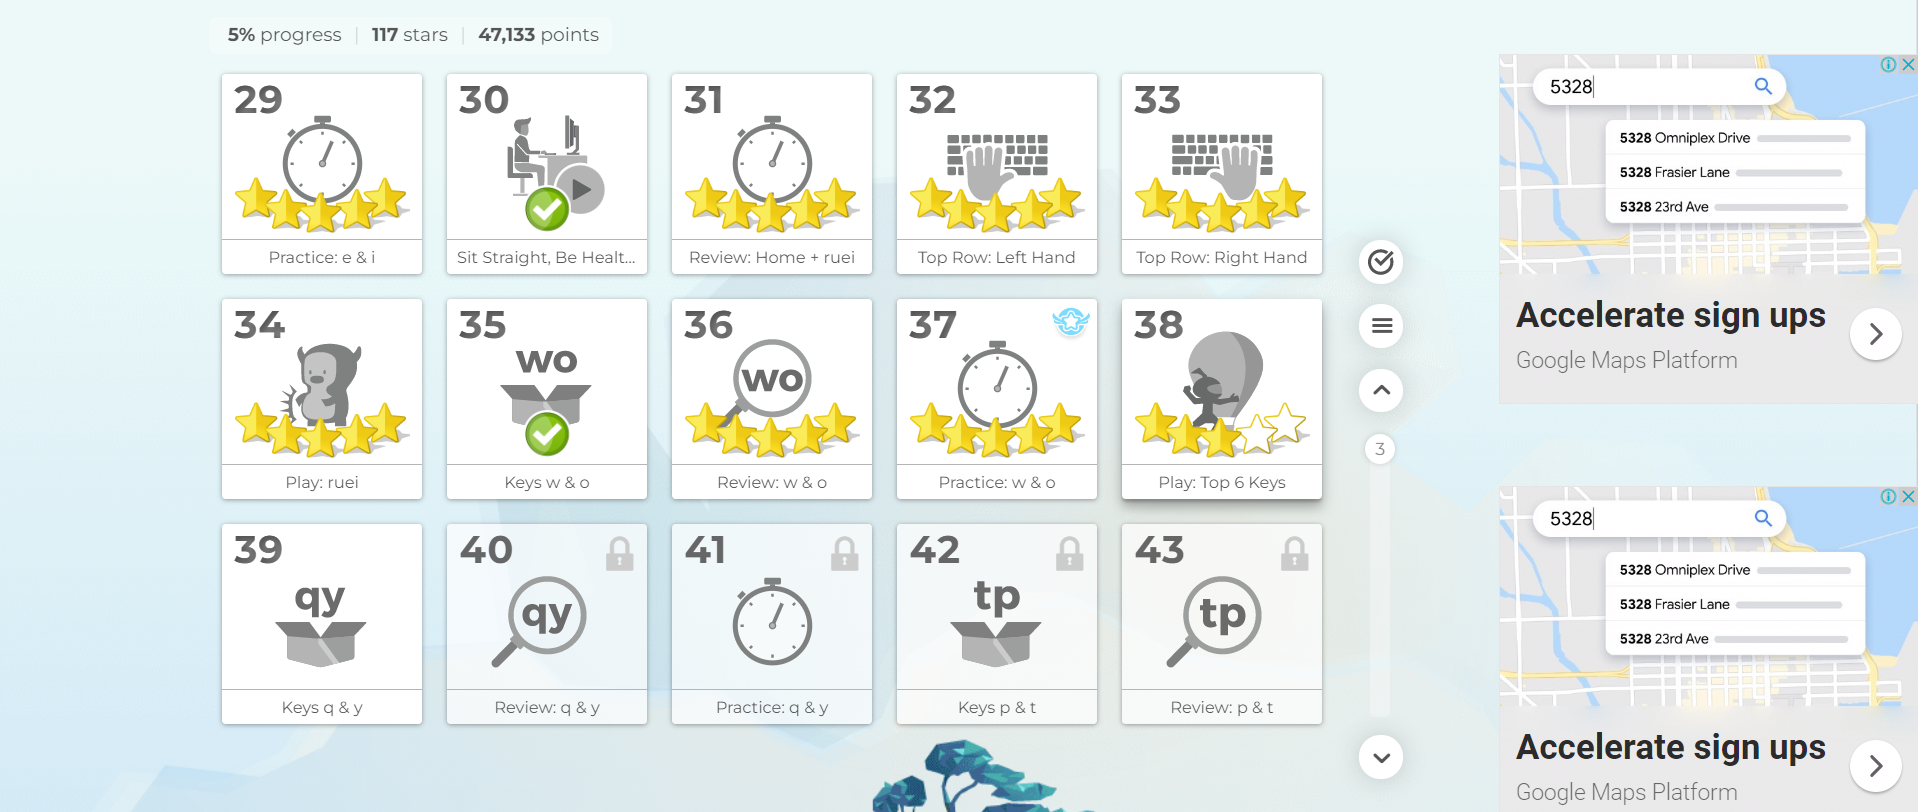 5% progress | 117 stars | 47,133 points
29
Practice: e & i
30
Sit Straight, Be Healt...
31
Review: Home + ruei
32
Top Row: Left Hand
33
Top Row: Right Hand
34
Play: ruei
35
wo
Keys w & o
36
wo
Review: w & o
37
Practice: w & o
38
Play: Top 6 Keys
39
qy
Keys q & y
40
qy
Review: q & y
41
Practice: q & y
42
tp
Keys p & t
43
tp
Review: p & t
3
5328
5328 Omniplex Drive
5328 Frasier Lane
5328 23rd Ave
Accelerate sign ups
Google Maps Platform
5328
5328 Omniplex Drive
5328 Frasier Lane
5328 23rd Ave
Accelerate sign ups
Google Maps Platform